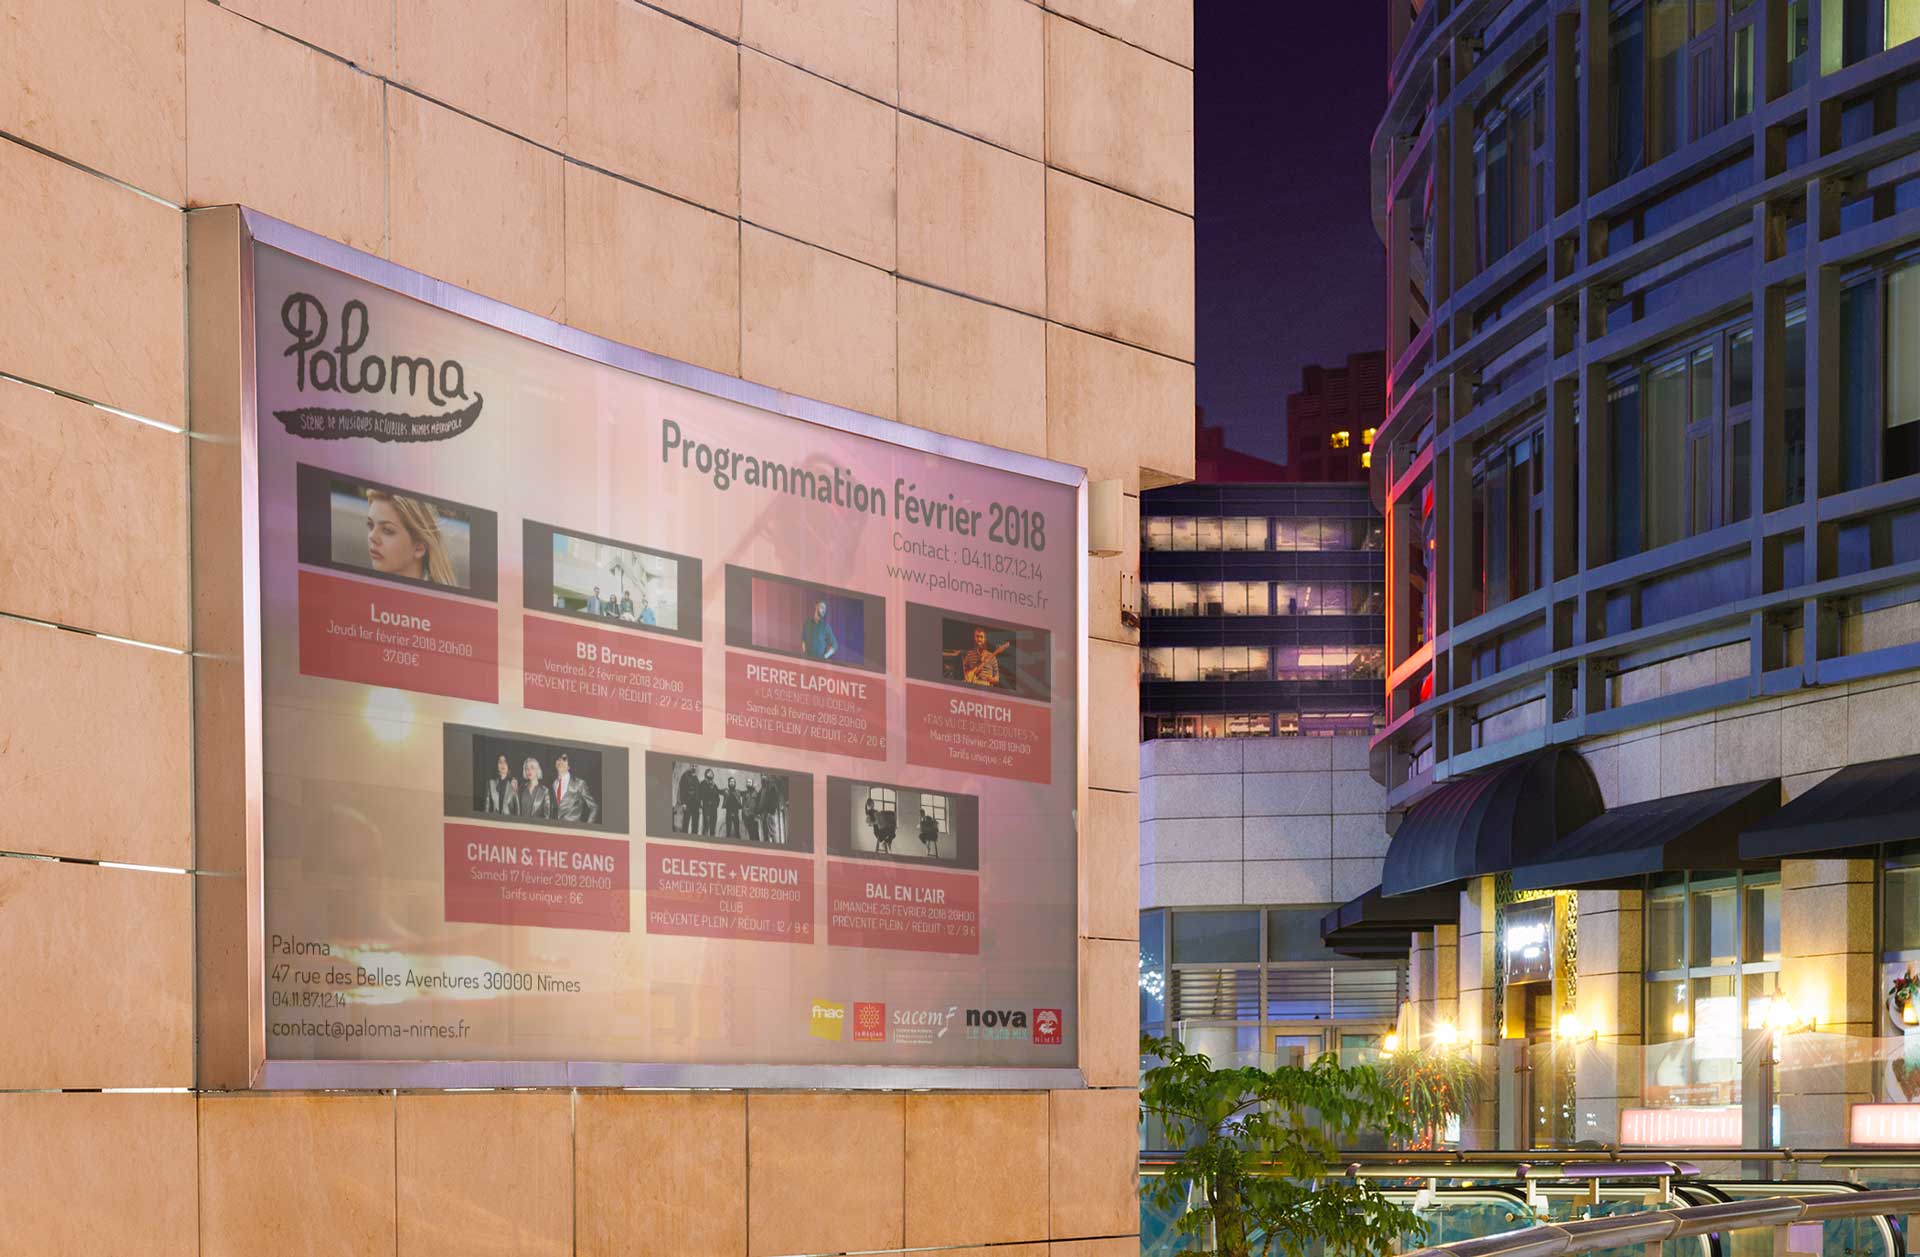 Paloma
SCÈNE DE MUSIQUES ACTUELLES. NIMES MÉTROPOLE
Programmation février 2018
Contact : 04.11.87.12.14
www.paloma-nimes.fr
Louane
Jeudi 1er février 2018 20h00
37.00€
BB Brunes
Vendredi 2 février 2018 20h00
PRÉVENTE PLEIN / RÉDUIT : 27 / 23 €
PIERRE LAPOINTE
« LA SCIENCE DU COEUR »
Samedi 3 février 2018 20h00
PRÉVENTE PLEIN / RÉDUIT : 24 / 20 €
SAPRITCH
«T'AS VU CE QUE T'ECOUTES ?»
Mardi 13 février 2018 19h00
Tarifs unique : 4€
CHAIN & THE GANG
Samedi 17 février 2018 20h00
Tarifs unique : 6€
CELESTE + VERDUN
SAMEDI 24 FÉVRIER 2018 20H00
CLUB
PRÉVENTE PLEIN / RÉDUIT : 12 / 9 €
BAL EN L'AIR
DIMANCHE 25 FÉVRIER 2018 20H00
PRÉVENTE PLEIN / RÉDUIT : 12 / 9 €
Paloma
47 rue des Belles Aventures 30000 Nîmes
04.11.87.12.14
contact@paloma-nimes.fr
fnac
la Région
sacem
nova
LE GRAND MIX
NÎMES